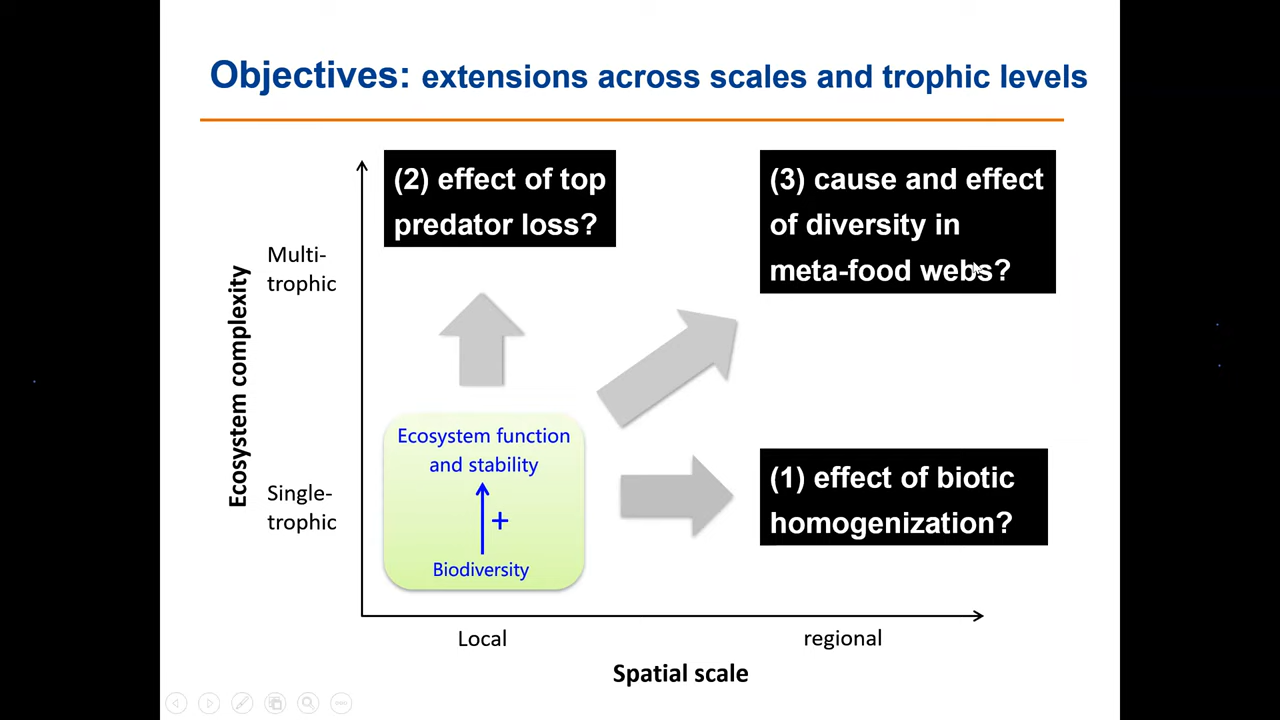 Objectives: extensions across scales and trophic levels
(2) effect of top
predator loss?
(3) cause and effect
of diversity in
meta-food webs?
Multi-
trophic
Ecosystem complexity
Ecosystem function
and stability
+
Biodiversity
Single-
trophic
(1) effect of biotic
homogenization?
Local
regional
Spatial scale